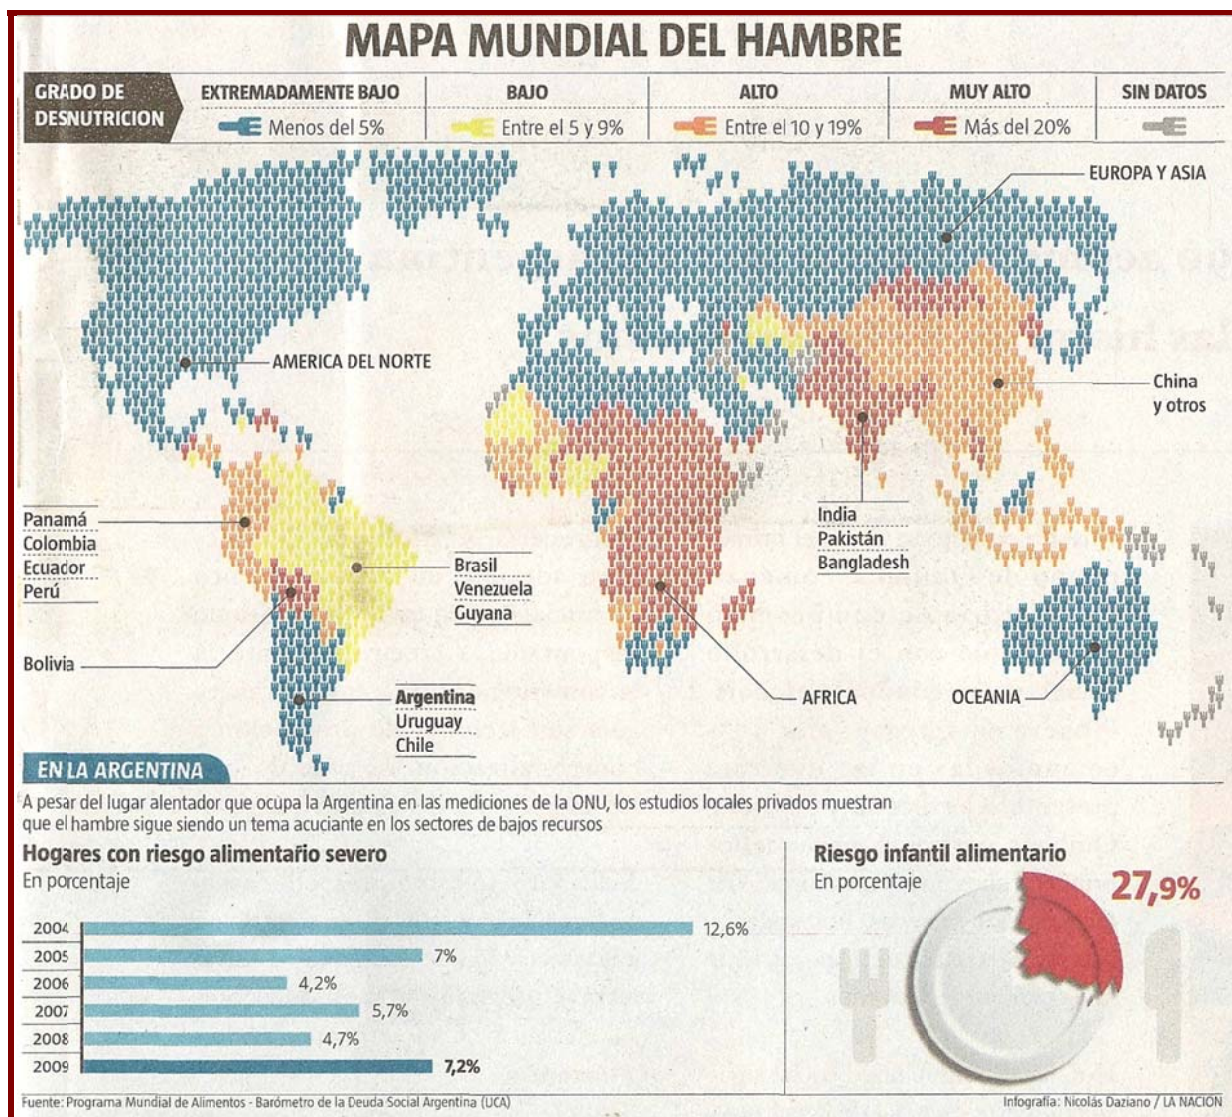 MAPA MUNDIAL DEL HAMBRE
GRADO DE
DESNUTRICION
EXTREMADAMENTE BAJO
Menos del 5%
BAJO
Entre el 5 y 9%
ALTO
Entre el 10 y 19%
MUY ALTO
Más del 20%
SIN DATOS
EUROPA Y ASIA
AMERICA DEL NORTE
China
y otros
Panamá
Colombia
Ecuador
Perú
Brasil
Venezuela
Guyana
India
Pakistán
Bangladesh
Bolivia
Argentina
Uruguay
Chile
AFRICA
OCEANIA
EN LA ARGENTINA
A pesar del lugar alentador que ocupa la Argentina en las mediciones de la ONU, los estudios locales privados muestran
que el hambre sigue siendo un tema acuciante en los sectores de bajos recursos
Hogares con riesgo alimentario severo
En porcentaje
2004 12,6%
2005 7%
2006 4,2%
2007 5,7%
2008 4,7%
2009 7,2%
Riesgo infantil alimentario
En porcentaje
27,9%
Fuente: Programa Mundial de Alimentos - Barómetro de la Deuda Social Argentina (UCA)
Infografía: Nicolás Daziano / LA NACION